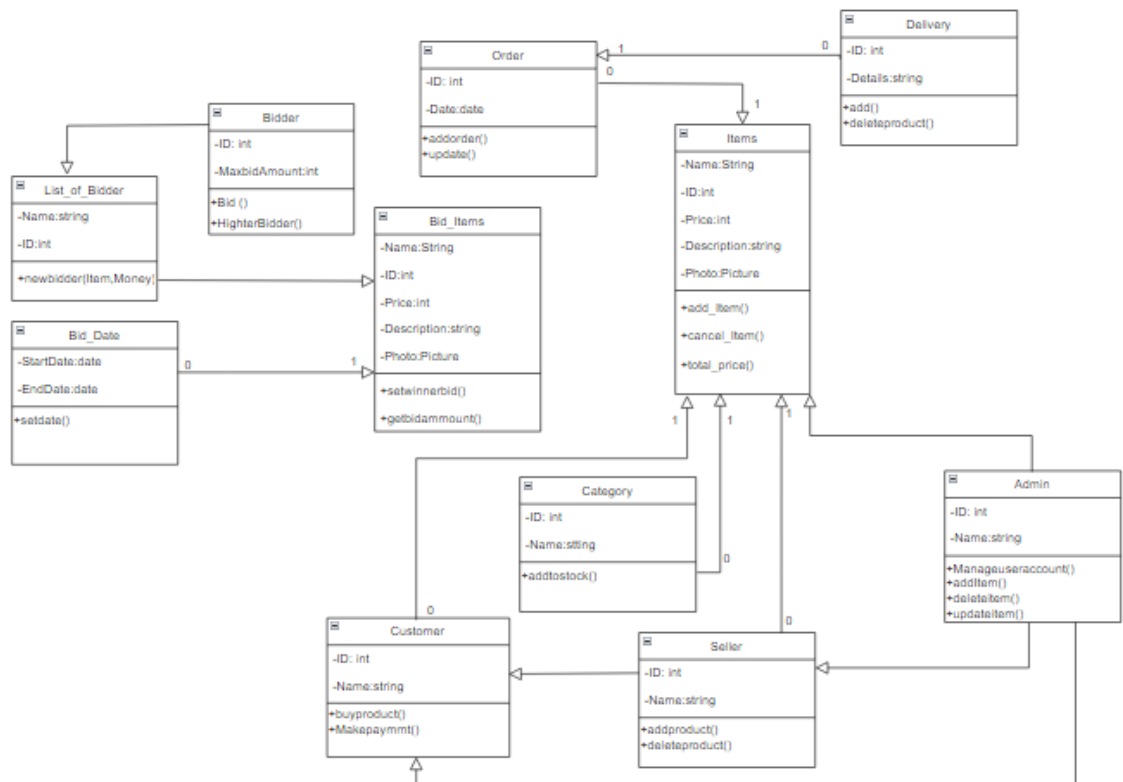 Delivery
-ID: int
-Details:string
+add()
+deleteproduct()
Order
-ID: int
-Date:date
+addorder()
+update()
1
0
0
1
Bidder
-ID: int
-MaxbidAmount:int
+Bid ()
+HighterBidder()
Items
-Name:String
-ID:int
-Price:int
-Description:string
-Photo:Picture
+add_Item()
+cancel_Item()
+total_price()
List_of_Bidder
-Name:string
-ID:int
+newbidder(Item,Money)
Bid_Items
-Name:String
-ID:int
-Price:int
-Description:string
-Photo:Picture
+setwinnerbid()
+getbidammount()
Bid_Date
-StartDate:date
-EndDate:date
+setdate()
0
1
1
1
1
Category
-ID: int
-Name:stting
+addtostock()
0
Admin
-ID: int
-Name:string
+Manageuseraccount()
+addItem()
+deleteItem()
+updateItem()
0
0
Customer
-ID: int
-Name:string
+buyproduct()
+Makepaymmt()
Seller
-ID: int
-Name:string
+addproduct()
+deleteproduct()